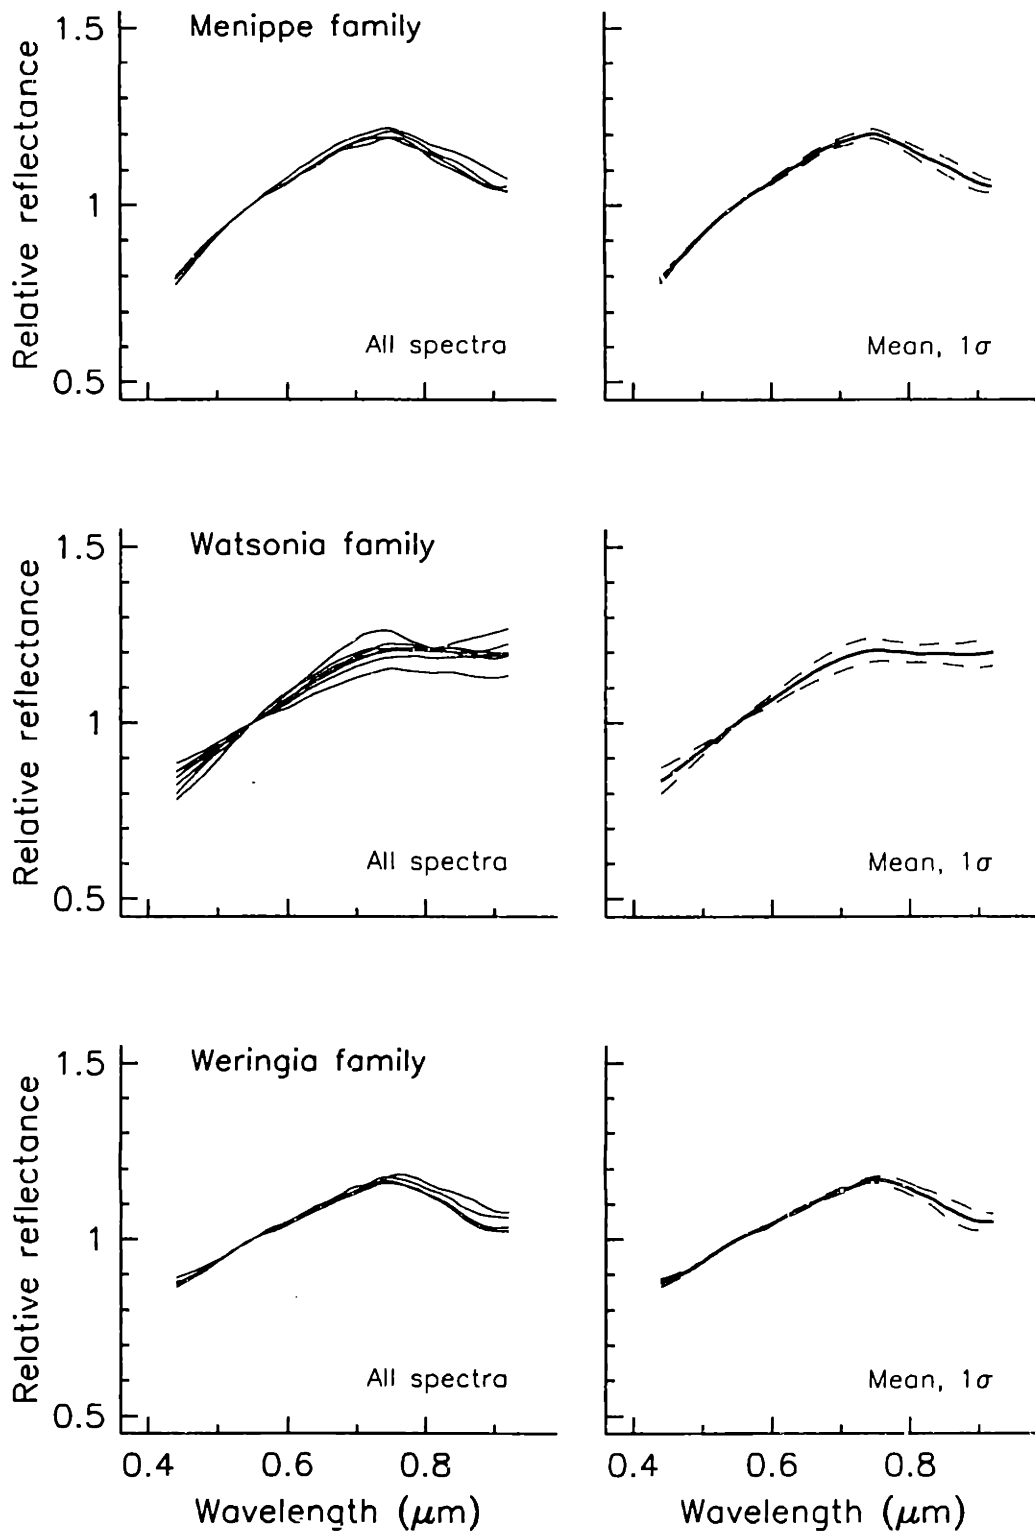 Menippe family
Relative reflectance
1.5
1
0.5
All spectra
Mean, 1σ
Watsonia family
Relative reflectance
1.5
1
0.5
All spectra
Mean, 1σ
Weringia family
Relative reflectance
1.5
1
0.5
All spectra
Mean, 1σ
0.4 0.6 0.8
0.4 0.6 0.8
Wavelength (μm)
Wavelength (μm)